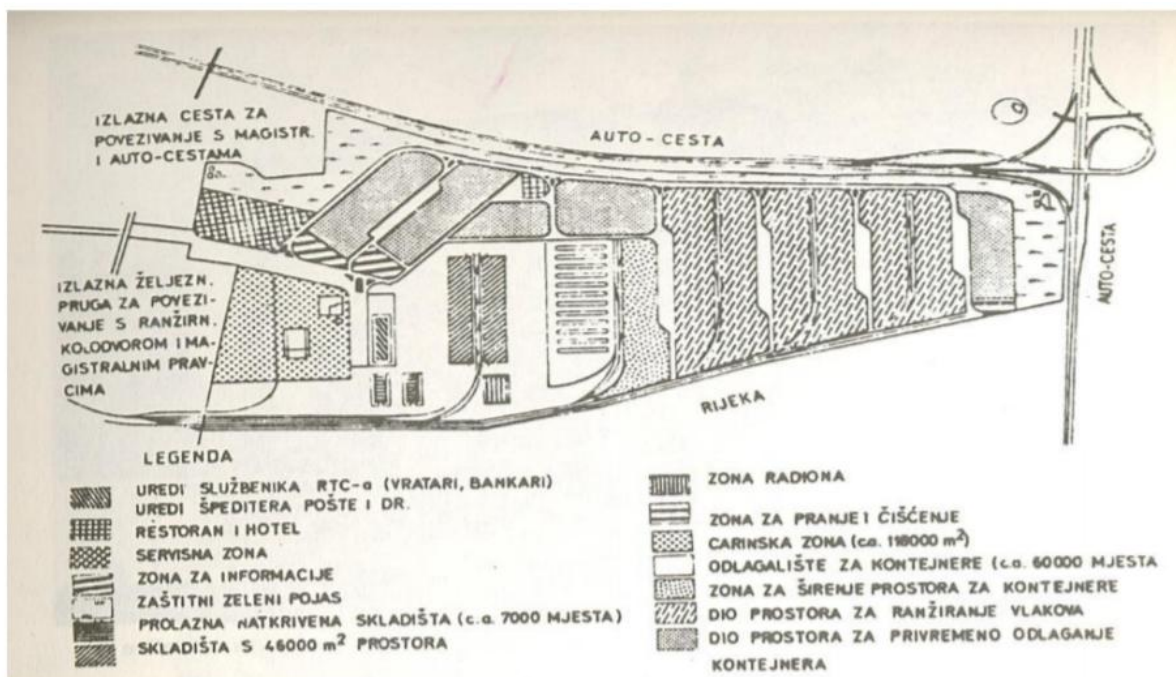 IZLAZNA CESTA ZA
POVEZIVANJE S MAGISTR.
I AUTO-CESTAMA
AUTO-CESTA
AUTO-CESTA
IZLAZNA ŽELJEZN.
PRUGA ZA POVEZI-
VANJE S RANŽIRN.
KOLODVOROM I MA-
GISTRALNIM PRAV-
CIMA
RIJEKA
LEGENDA
UREDI SLUŽBENIKA RTC-a (VRATARI, BANKARI)
UREDI ŠPEDITERA POŠTE I DR.
RESTORAN I HOTEL
SERVISNA ZONA
ZONA ZA INFORMACIJE
ZAŠTITNI ZELENI POJAS
PROLAZNA NATKRIVENA SKLADIŠTA (c.a. 7000 MJESTA)
SKLADIŠTA S 46000 m² PROSTORA
ZONA RADIONA
ZONA ZA PRANJE I ČIŠĆENJE
CARINSKA ZONA (ca. 118000 m²)
ODLAGALIŠTE ZA KONTEJNERE (c.a. 60000 MJESTA
ZONA ZA ŠIRENJE PROSTORA ZA KONTEJNERE
DIO PROSTORA ZA RANŽIRANJE VLAKOVA
DIO PROSTORA ZA PRIVREMENO ODLAGANJE
KONTEJNERA